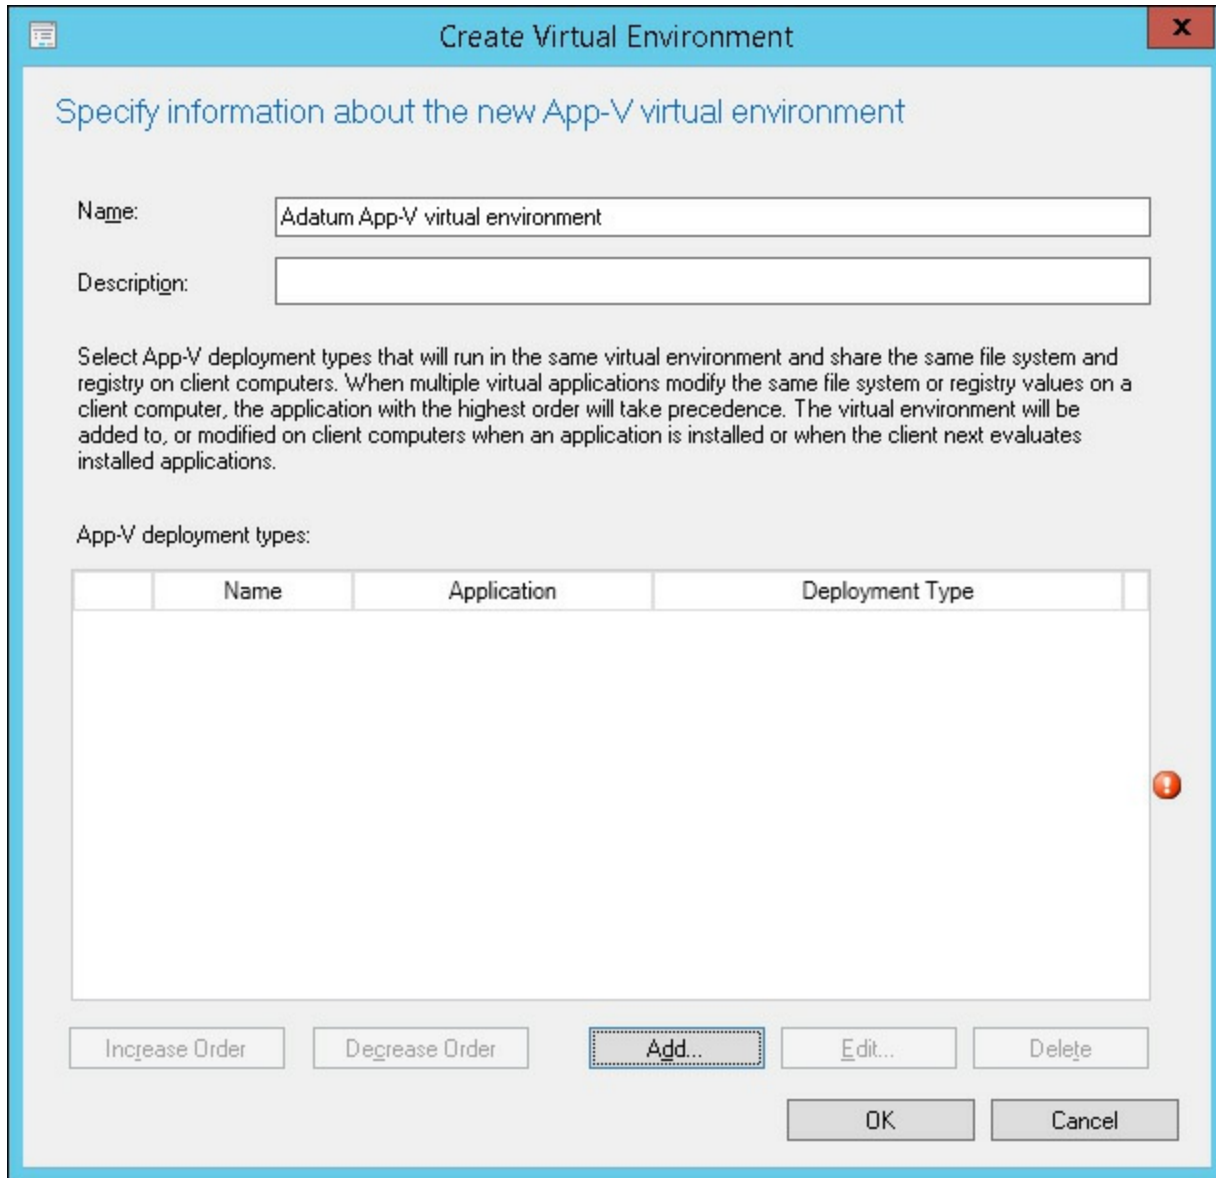 Create Virtual Environment
x
Specify information about the new App-V virtual environment
Name:
Adatum App-V virtual environment
Description:
Select App-V deployment types that will run in the same virtual environment and share the same file system and
registry on client computers. When multiple virtual applications modify the same file system or registry values on a
client computer, the application with the highest order will take precedence. The virtual environment will be
added to, or modified on client computers when an application is installed or when the client next evaluates
installed applications.
App-V deployment types:
Name Application Deployment Type
Increase Order Decrease Order Add... Edit... Delete
OK Cancel